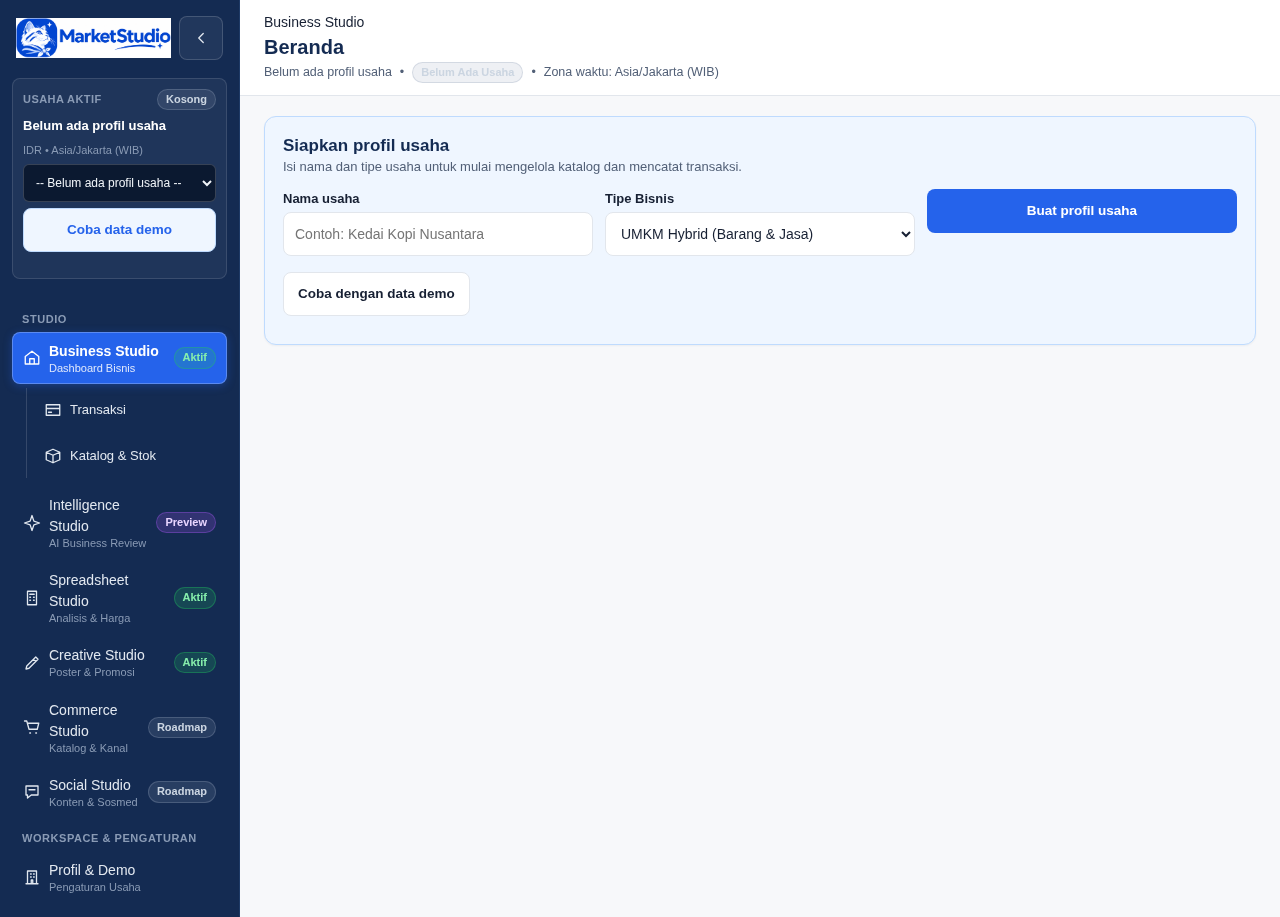 MarketStudio
USAHA AKTIF
Kosong
Belum ada profil usaha
IDR • Asia/Jakarta (WIB)
-- Belum ada profil usaha --
Coba data demo
STUDIO
Business Studio
Dashboard Bisnis
Aktif
Transaksi
Katalog & Stok
Intelligence
Studio
AI Business Review
Preview
Spreadsheet
Studio
Analisis & Harga
Aktif
Creative Studio
Poster & Promosi
Aktif
Commerce
Studio
Katalog & Kanal
Roadmap
Social Studio
Konten & Sosmed
Roadmap
WORKSPACE & PENGATURAN
Profil & Demo
Pengaturan Usaha
Business Studio
Beranda
Belum ada profil usaha • Belum Ada Usaha • Zona waktu: Asia/Jakarta (WIB)
Siapkan profil usaha
Isi nama dan tipe usaha untuk mulai mengelola katalog dan mencatat transaksi.
Nama usaha
Contoh: Kedai Kopi Nusantara
Tipe Bisnis
UMKM Hybrid (Barang & Jasa)
Buat profil usaha
Coba dengan data demo